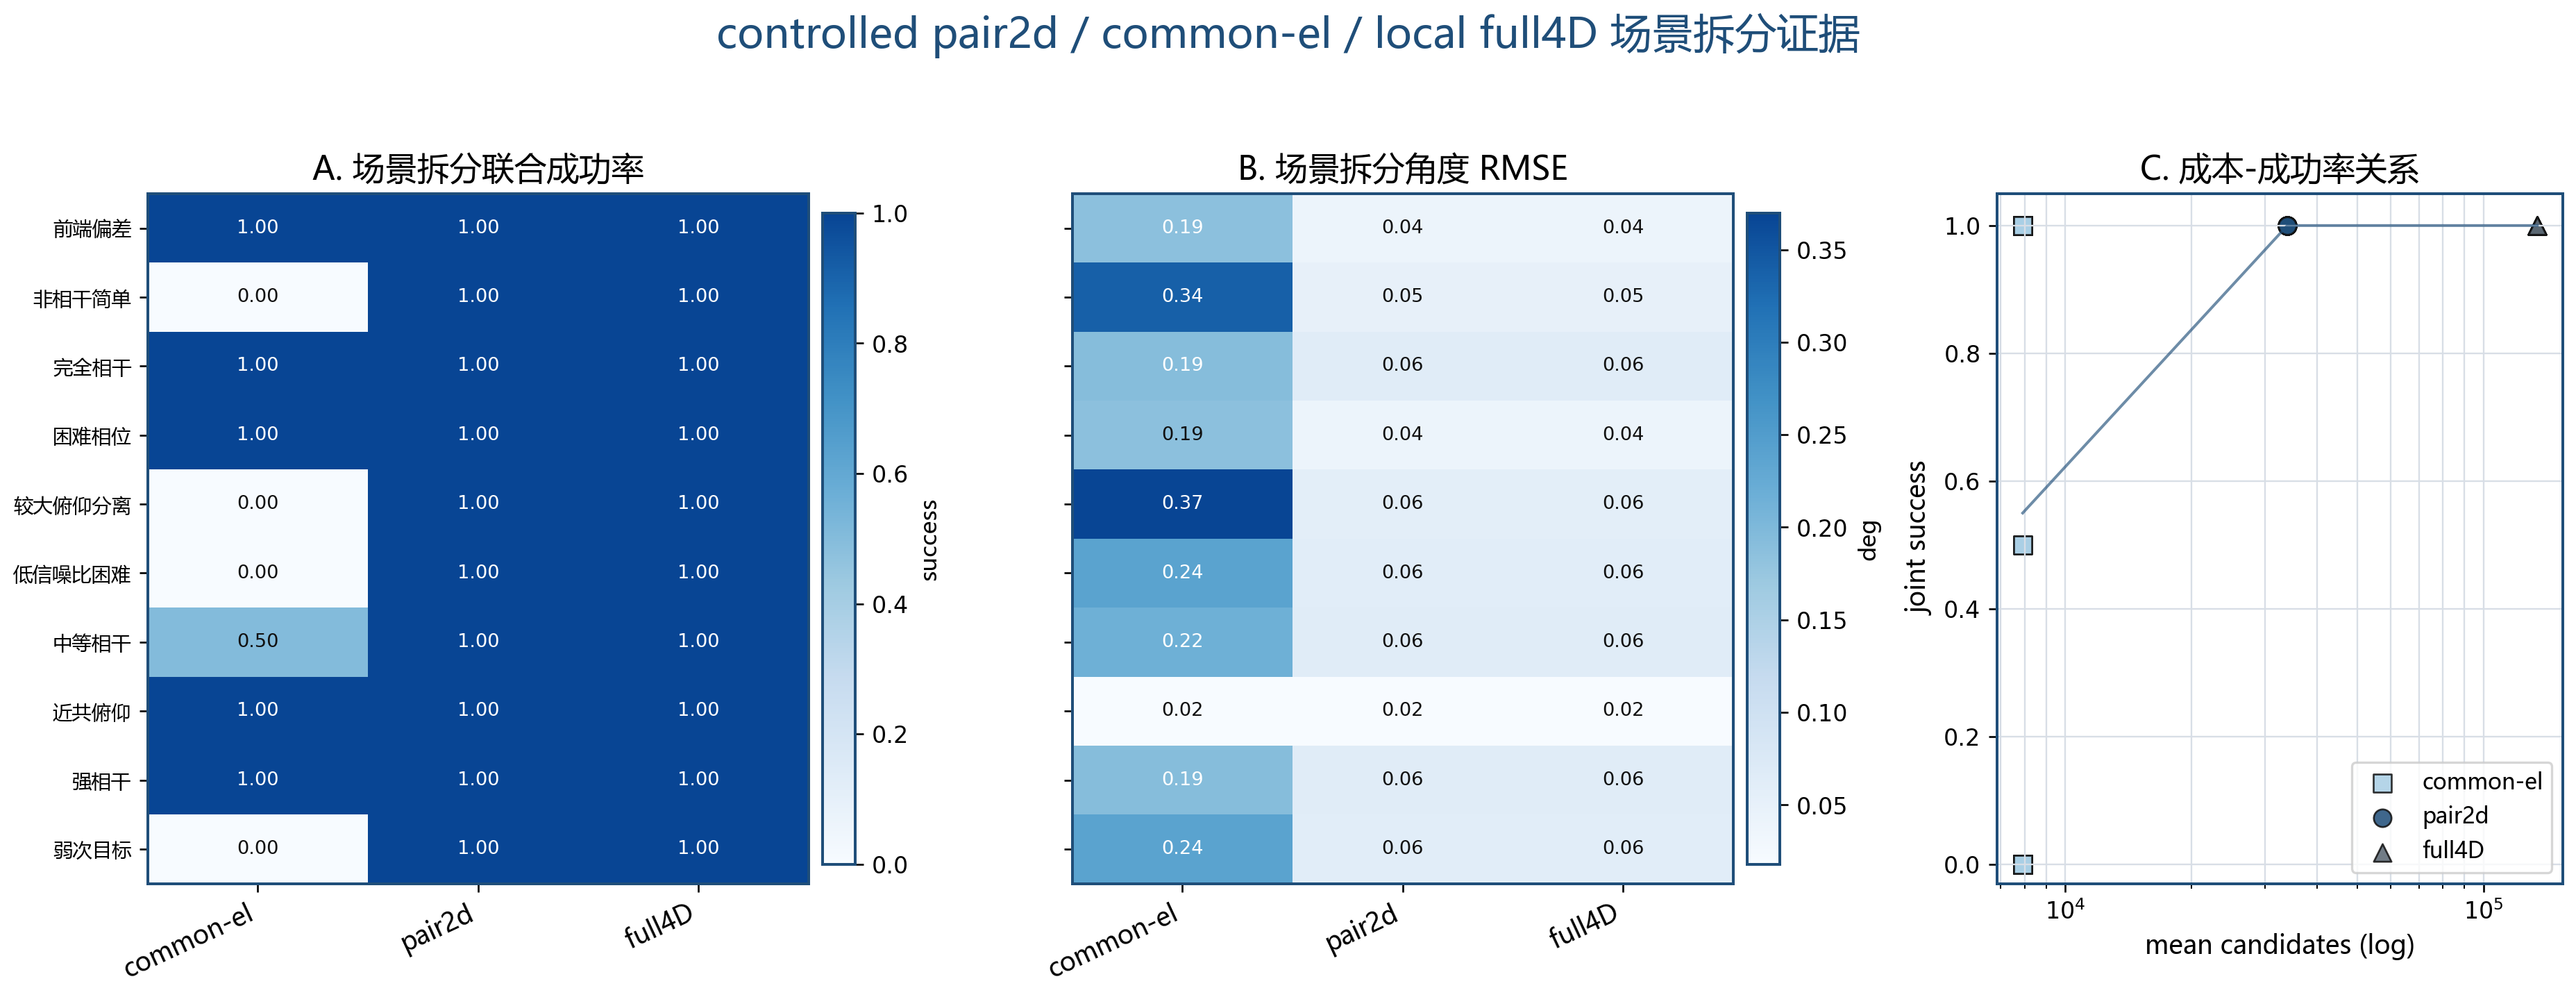 controlled pair2d / common-el / local full4D 场景拆分证据
A. 场景拆分联合成功率
前端偏差 1.00 1.00 1.00
非相干简单 0.00 1.00 1.00
完全相干 1.00 1.00 1.00
困难相位 1.00 1.00 1.00
较大俯仰分离 0.00 1.00 1.00
低信噪比困难 0.00 1.00 1.00
中等相干 0.50 1.00 1.00
近共俯仰 1.00 1.00 1.00
强相干 1.00 1.00 1.00
弱次目标 0.00 1.00 1.00
common-el pair2d full4D
1.0
0.8
0.6
0.4
0.2
0.0
success
B. 场景拆分角度 RMSE
0.19 0.04 0.04
0.34 0.05 0.05
0.19 0.06 0.06
0.19 0.04 0.04
0.37 0.06 0.06
0.24 0.06 0.06
0.22 0.06 0.06
0.02 0.02 0.02
0.19 0.06 0.06
0.24 0.06 0.06
common-el pair2d full4D
0.35
0.30
0.25
0.20
0.15
0.10
0.05
deg
C. 成本-成功率关系
joint success
1.0
0.8
0.6
0.4
0.2
0.0
common-el
pair2d
full4D
10⁴ 10⁵
mean candidates (log)